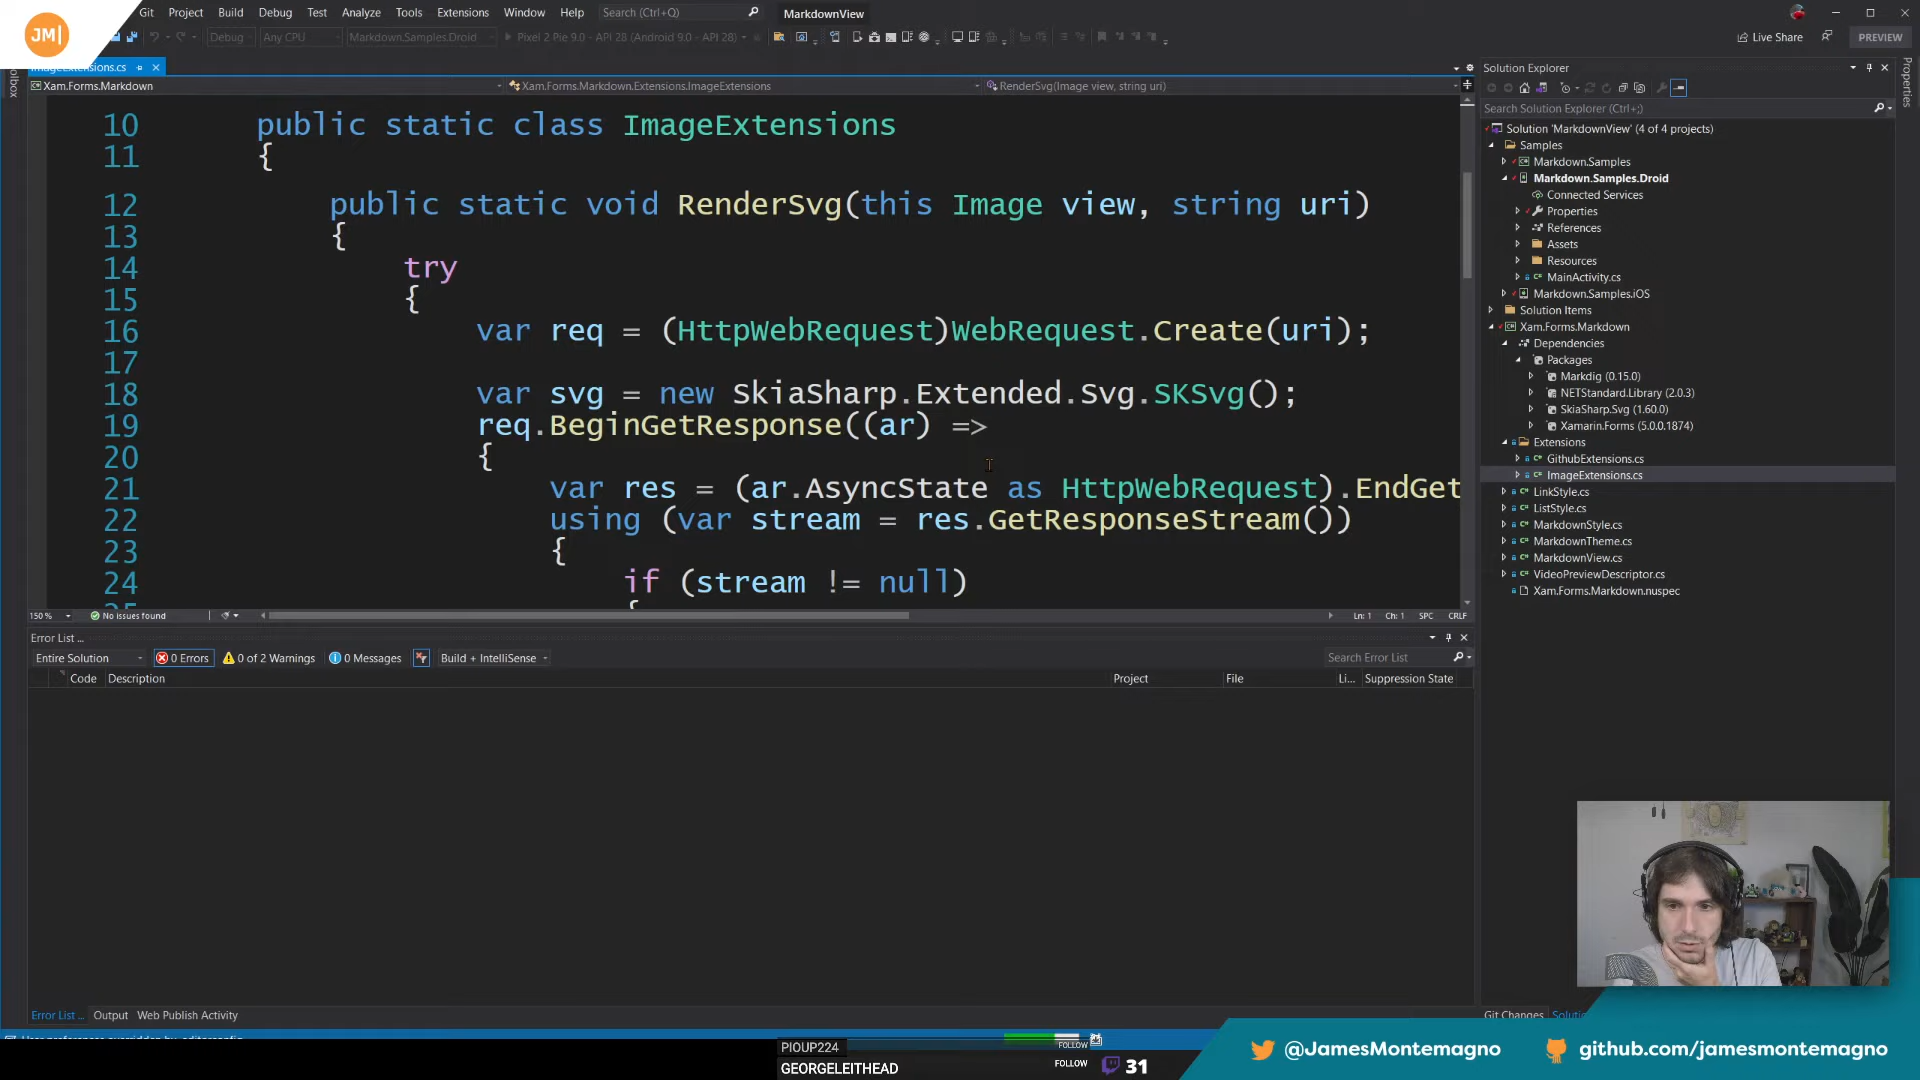 JM|
Git Project Build Debug Test Analyze Tools Extensions Window Help Search (Ctrl+Q) MarkdownView
Debug Any CPU Markdown.Samples.Droid Pixel 2 Pie 9.0 - API 28 (Android 9.0 - API 28) Live Share PREVIEW
ImageExtensions.cs
Xam.Forms.Markdown Xam.Forms.Markdown.Extensions.ImageExtensions RenderSvg(Image view, string uri)
10 public static class ImageExtensions
11 {
12 public static void RenderSvg(this Image view, string uri)
13 {
14 try
15 {
16 var req = (HttpWebRequest)WebRequest.Create(uri);
17
18 var svg = new SkiaSharp.Extended.Svg.SKSvg();
19 req.BeginGetResponse((ar) =>
20 {
21 var res = (ar.AsyncState as HttpWebRequest).EndGet
22 using (var stream = res.GetResponseStream())
23 {
24 if (stream != null)
150 % No issues found Ln: 1 Ch: 1 SPC CRLF
Error List ...
Entire Solution 0 Errors 0 of 2 Warnings 0 Messages Build + IntelliSense Search Error List
Code Description Project File Li... Suppression State
Error List ... Output Web Publish Activity
Solution Explorer
Search Solution Explorer (Ctrl+;)
Solution 'MarkdownView' (4 of 4 projects)
Samples
Markdown.Samples
Markdown.Samples.Droid
Connected Services
Properties
References
Assets
Resources
MainActivity.cs
Markdown.Samples.iOS
Solution Items
Xam.Forms.Markdown
Dependencies
Packages
Markdig (0.15.0)
NETStandard.Library (2.0.3)
SkiaSharp.Svg (1.60.0)
Xamarin.Forms (5.0.0.1874)
Extensions
GithubExtensions.cs
ImageExtensions.cs
LinkStyle.cs
ListStyle.cs
MarkdownStyle.cs
MarkdownTheme.cs
MarkdownView.cs
VideoPreviewDescriptor.cs
Xam.Forms.Markdown.nuspec
Properties
Git Changes
PIOUP224 FOLLOW
GEORGELEITHEAD FOLLOW 31
@JamesMontemagno github.com/jamesmontemagno